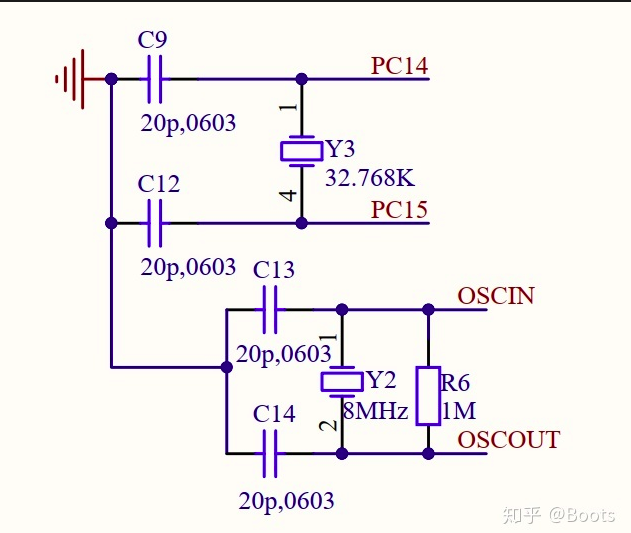 C9
PC14
20p,0603
1
Y3
32.768K
4
C12
PC15
20p,0603
C13
OSCIN
1
20p,0603
Y2
R6
8MHz
1M
C14
2
OSCOUT
20p,0603
知乎 @Boots